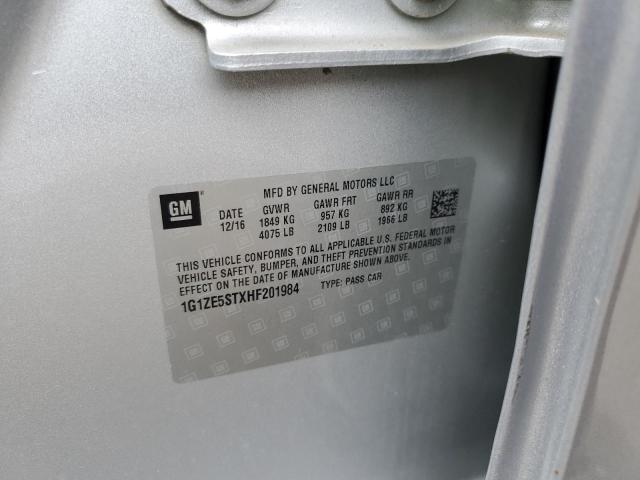 GM
MFD BY GENERAL MOTORS LLC
DATE GVWR GAWR FRT GAWR RR
12/16 1849 KG 957 KG 892 KG
4075 LB 2109 LB 1966 LB
THIS VEHICLE CONFORMS TO ALL APPLICABLE U.S. FEDERAL MOTOR
VEHICLE SAFETY, BUMPER, AND THEFT PREVENTION STANDARDS IN
EFFECT ON THE DATE OF MANUFACTURE SHOWN ABOVE.
1G1ZE5STXHF201984 TYPE: PASS CAR